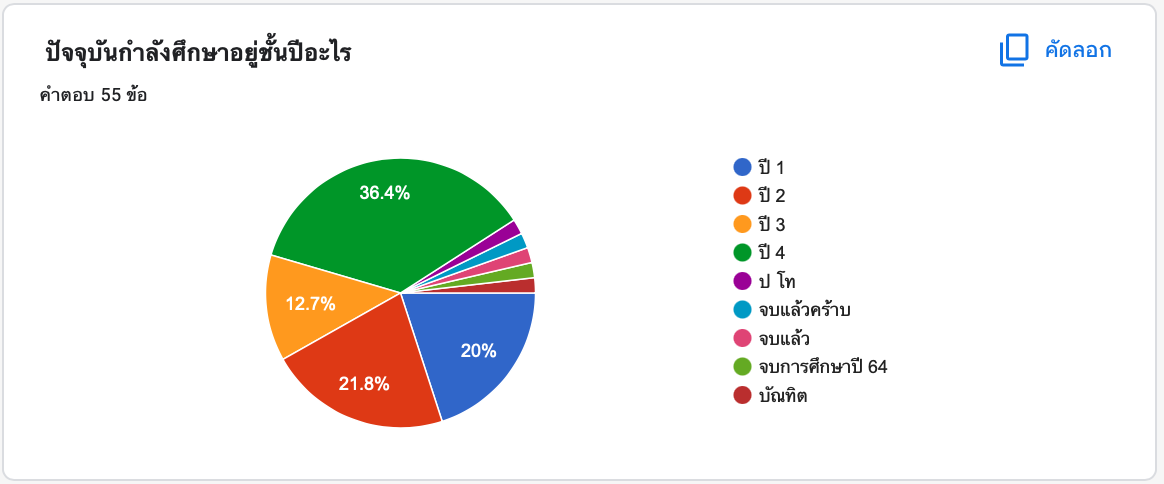 ปัจจุบันกำลังศึกษาอยู่ชั้นปีอะไร
คัดลอก
คำตอบ 55 ข้อ
36.4%
12.7%
20%
21.8%
ปี 1
ปี 2
ปี 3
ปี 4
ป โท
จบแล้วคร้าบ
จบแล้ว
จบการศึกษาปี 64
บัณฑิต